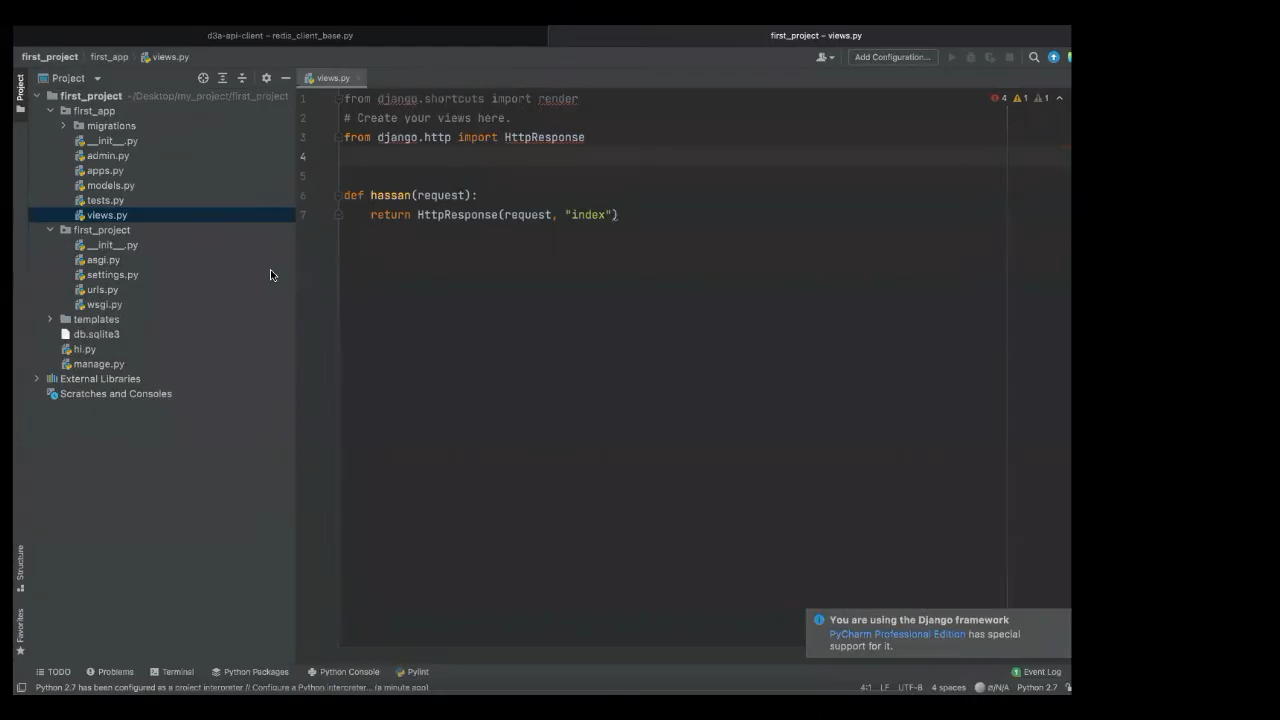 d3a-api-client – redis_client_base.py
first_project – views.py
first_project
first_app
views.py
Add Configuration...
Project
Project
views.py
first_project ~/Desktop/my_project/first_project
first_app
migrations
__init__.py
admin.py
apps.py
models.py
tests.py
views.py
first_project
__init__.py
asgi.py
settings.py
urls.py
wsgi.py
templates
db.sqlite3
hi.py
manage.py
External Libraries
Scratches and Consoles
1 from django.shortcuts import render
2 # Create your views here.
3 from django.http import HttpResponse
4
5
6 def hassan(request):
7 return HttpResponse(request, "index")
4 1 1
Structure
Favorites
You are using the Django framework
PyCharm Professional Edition has special
support for it.
TODO
Problems
Terminal
Python Packages
Python Console
Pylint
1 Event Log
Python 2.7 has been configured as a project interpreter // Configure a Python interpreter... (a minute ago)
4:1 LF UTF-8 4 spaces ⌀/N/A Python 2.7